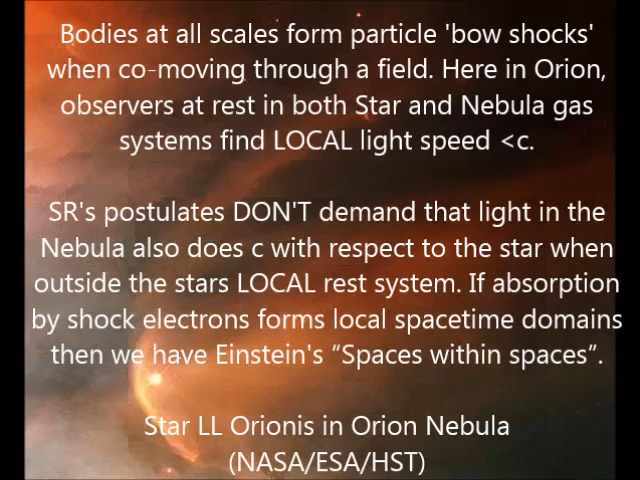 Bodies at all scales form particle 'bow shocks'
when co-moving through a field. Here in Orion,
observers at rest in both Star and Nebula gas
systems find LOCAL light speed <c.
SR's postulates DON'T demand that light in the
Nebula also does c with respect to the star when
outside the stars LOCAL rest system. If absorption
by shock electrons forms local spacetime domains
then we have Einstein's “Spaces within spaces”.
Star LL Orionis in Orion Nebula
(NASA/ESA/HST)